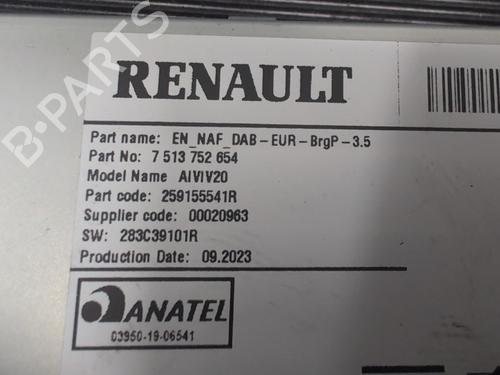 B-PARTS
RENAULT
Part name: EN_NAF_DAB-EUR-BrgP-3.5
Part No: 7 513 752 654
Model Name AIVIV20
Part code: 259155541R
Supplier code: 00020963
SW: 283C39101R
Production Date: 09.2023
ANATEL
03950-19-06541